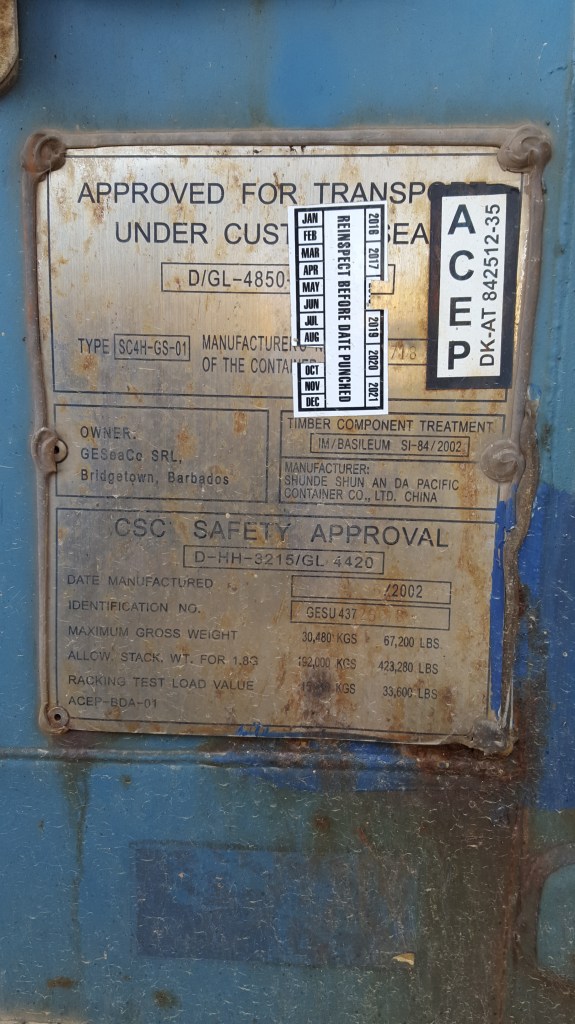 APPROVED FOR TRANSPO
UNDER CUST SEA
D/GL-4850
TYPE SC4H-GS-01
MANUFACTURER'S N /16
OF THE CONTAIN
JAN
FEB
MAR
APR
MAY
JUN
JUL
AUG
OCT
NOV
DEC
REINSPECT BEFORE DATE PUNCHED
2016
2017
2019
2020
2021
ACEP
DK-AT 842512-35
OWNER:
GESeaCo SRL,
Bridgetown, Barbados
TIMBER COMPONENT TREATMENT
IM/BASILEUM SI-84/2002
MANUFACTURER:
SHUNDE SHUN AN DA PACIFIC
CONTAINER CO., LTD. CHINA
CSC SAFETY APPROVAL
D-HH-3215/GL 4420
DATE MANUFACTURED /2002
IDENTIFICATION NO. GESU 437
MAXIMUM GROSS WEIGHT 30,480 KGS 67,200 LBS.
ALLOW. STACK. WT. FOR 1.8G 192,000 KGS 423,280 LBS
RACKING TEST LOAD VALUE KGS 33,600 LBS
ACEP-BDA-01